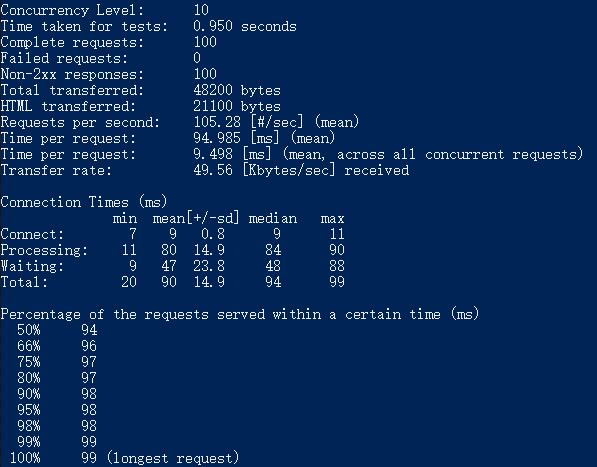 Concurrency Level:      10
Time taken for tests:   0.950 seconds
Complete requests:      100
Failed requests:        0
Non-2xx responses:      100
Total transferred:      48200 bytes
HTML transferred:       21100 bytes
Requests per second:    105.28 [#/sec] (mean)
Time per request:       94.985 [ms] (mean)
Time per request:       9.498 [ms] (mean, across all concurrent requests)
Transfer rate:          49.56 [Kbytes/sec] received

Connection Times (ms)
              min  mean[+/-sd] median   max
Connect:        7    9   0.8      9      11
Processing:    11   80  14.9     84      90
Waiting:        9   47  23.8     48      88
Total:         20   90  14.9     94      99

Percentage of the requests served within a certain time (ms)
  50%     94
  66%     96
  75%     97
  80%     97
  90%     98
  95%     98
  98%     98
  99%     99
 100%     99 (longest request)